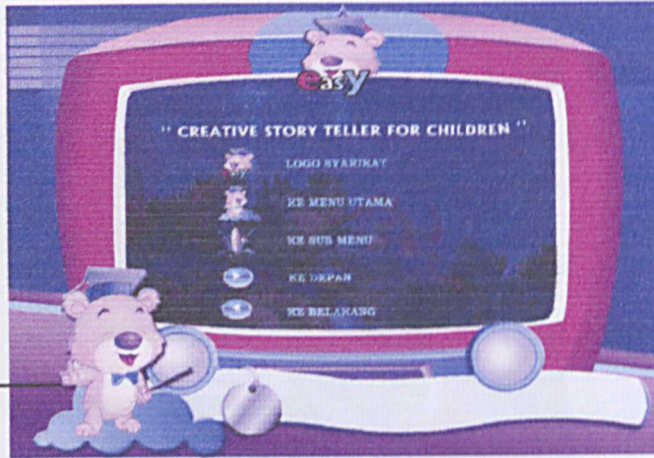 easy
" CREATIVE STORY TELLER FOR CHILDREN "
LOGO SYARIKAT
KE MENU UTAMA
KE SUB MENU
KE DEPAN
KE BELAKANG